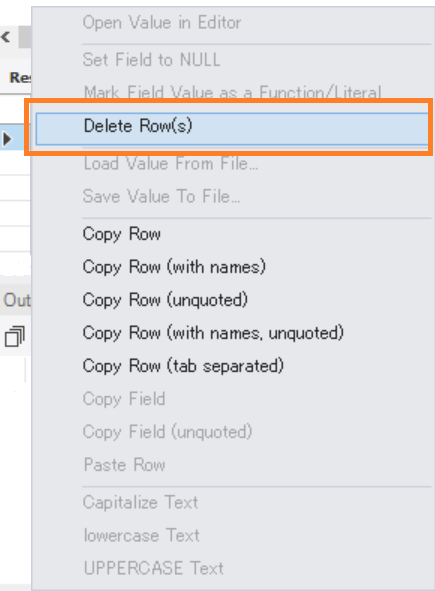 Open Value in Editor
Set Field to NULL
Res
Mark Field Value as a Function/Literal
Delete Row(s)
Load Value From File...
Save Value To File...
Copy Row
Copy Row (with names)
Out
Copy Row (unquoted)
Copy Row (with names, unquoted)
Copy Row (tab separated)
Copy Field
Copy Field (unquoted)
Paste Row
Capitalize Text
lowercase Text
UPPERCASE Text